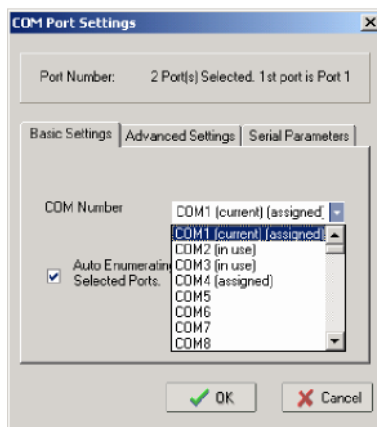 COM Port Settings
Port Number: 2 Port(s) Selected. 1st port is Port 1
Basic Settings Advanced Settings Serial Parameters
COM Number COM1 (current) (assigned)
COM1 (current) (assigned)
COM2 (in use)
Auto Enumerating COM3 (in use)
Selected Ports. COM4 (assigned)
COM5
COM6
COM7
COM8
OK Cancel